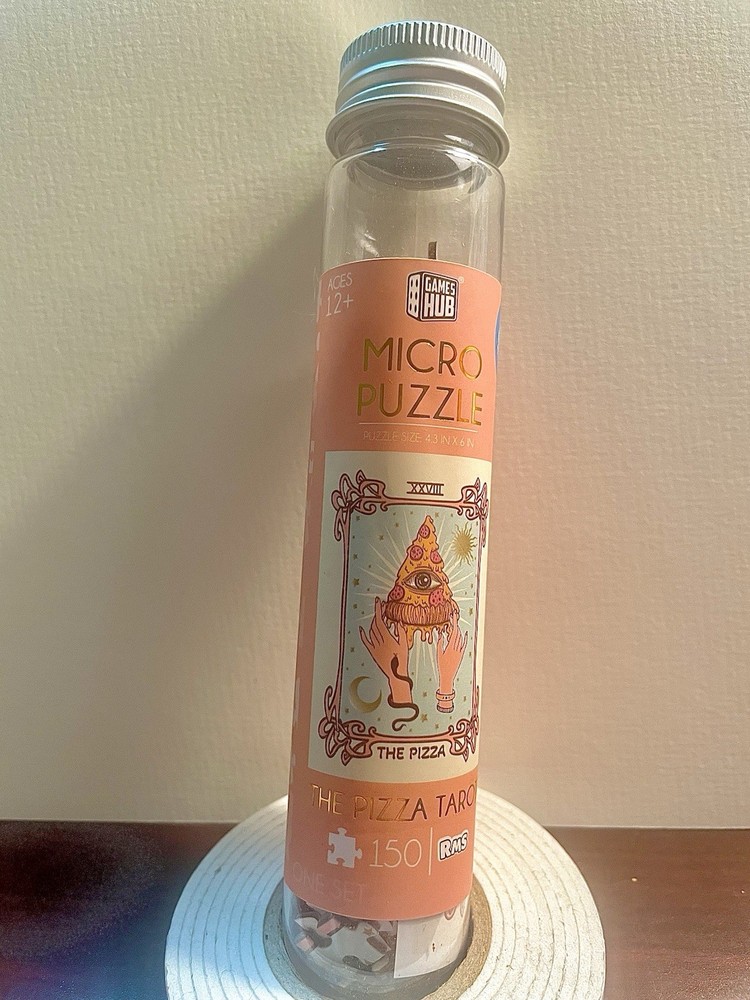 AGES
12+
GAMES
HUB
®
MICRO
PUZZLE
PUZZLE SIZE: 4.3 IN X 6 IN
XXVIII
THE PIZZA
THE PIZZA TARO
150
RMS
ONE SET